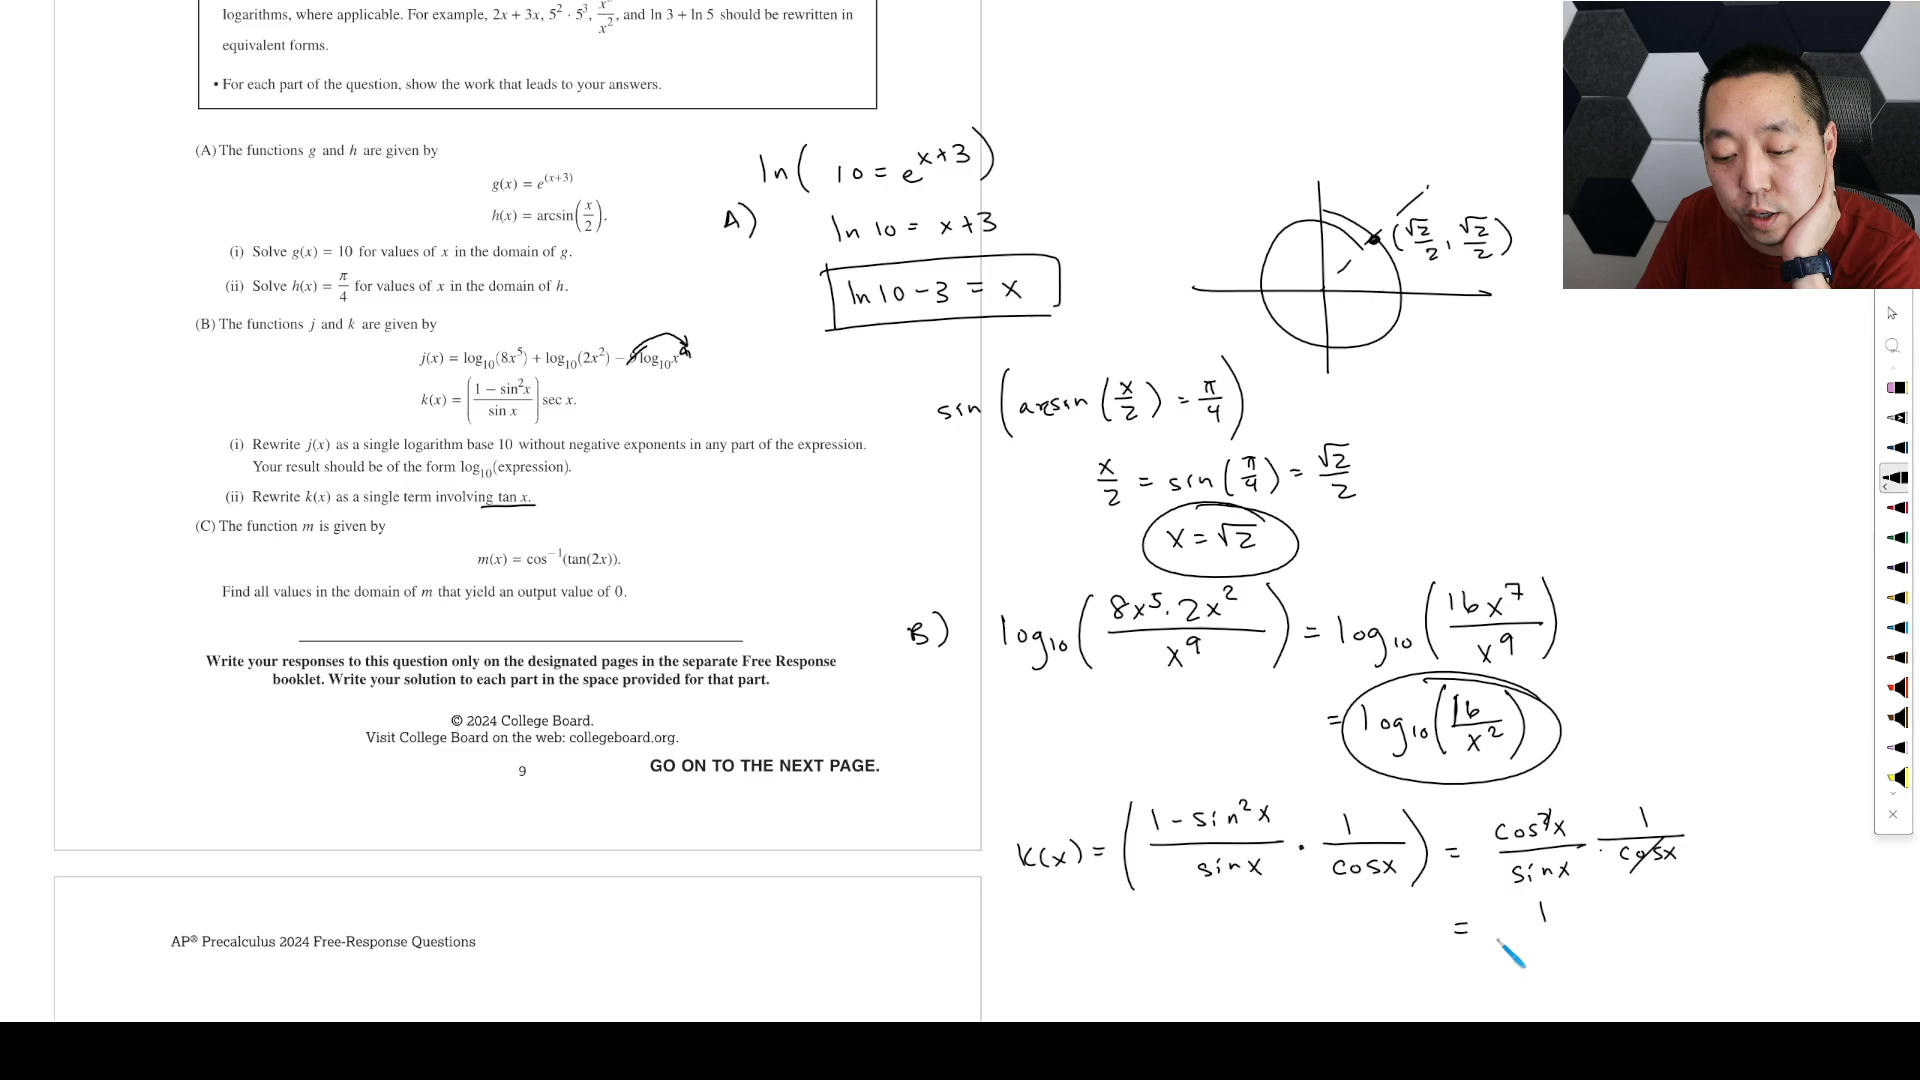 logarithms, where applicable. For example, 2x + 3x, 5² · 5³, x⁵/x², and ln 3 + ln 5 should be rewritten in
equivalent forms.
• For each part of the question, show the work that leads to your answers.
(A) The functions g and h are given by
g(x) = e^(x+3)
h(x) = arcsin(x/2).
(i) Solve g(x) = 10 for values of x in the domain of g.
(ii) Solve h(x) = π/4 for values of x in the domain of h.
(B) The functions j and k are given by
j(x) = log₁₀(8x⁵) + log₁₀(2x²) − 9log₁₀x⁹
k(x) = ((1 − sin²x)/sin x) sec x.
(i) Rewrite j(x) as a single logarithm base 10 without negative exponents in any part of the expression.
Your result should be of the form log₁₀(expression).
(ii) Rewrite k(x) as a single term involving tan x.
(C) The function m is given by
m(x) = cos⁻¹(tan(2x)).
Find all values in the domain of m that yield an output value of 0.
Write your responses to this question only on the designated pages in the separate Free Response
booklet. Write your solution to each part in the space provided for that part.
© 2024 College Board.
Visit College Board on the web: collegeboard.org.
9
GO ON TO THE NEXT PAGE.
AP® Precalculus 2024 Free-Response Questions
ln( 10 = e^(x+3) )
A) ln 10 = x+3
ln 10 − 3 = x
(√2/2, √2/2)
sin( arcsin(x/2) = π/4 )
x/2 = sin(π/4) = √2/2
x = √2
B) log₁₀( 8x⁵·2x² / x⁹ ) = log₁₀( 16x⁷ / x⁹ )
= log₁₀( 16 / x² )
k(x) = ( 1 − sin²x / sinx · 1 / cosx ) = cos²x / sinx · 1 / cosx
= 1